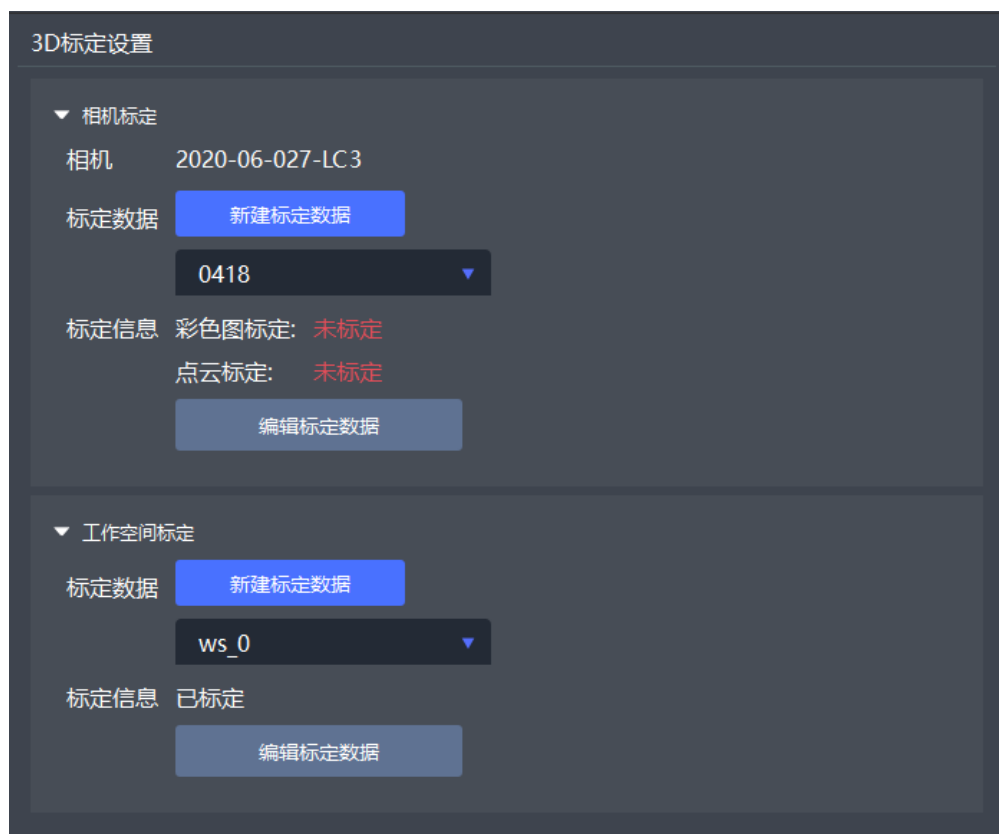 3D标定设置
相机标定
相机 2020-06-027-LC3
标定数据 新建标定数据
0418
标定信息 彩色图标定: 未标定
点云标定: 未标定
编辑标定数据
工作空间标定
标定数据 新建标定数据
ws_0
标定信息 已标定
编辑标定数据